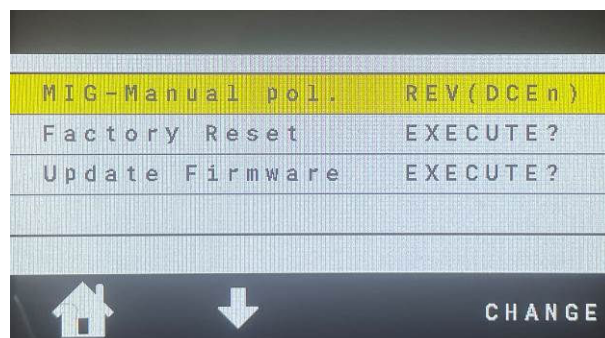 MIG-Manual pol. REV(DCEn)
Factory Reset EXECUTE?
Update Firmware EXECUTE?
CHANGE